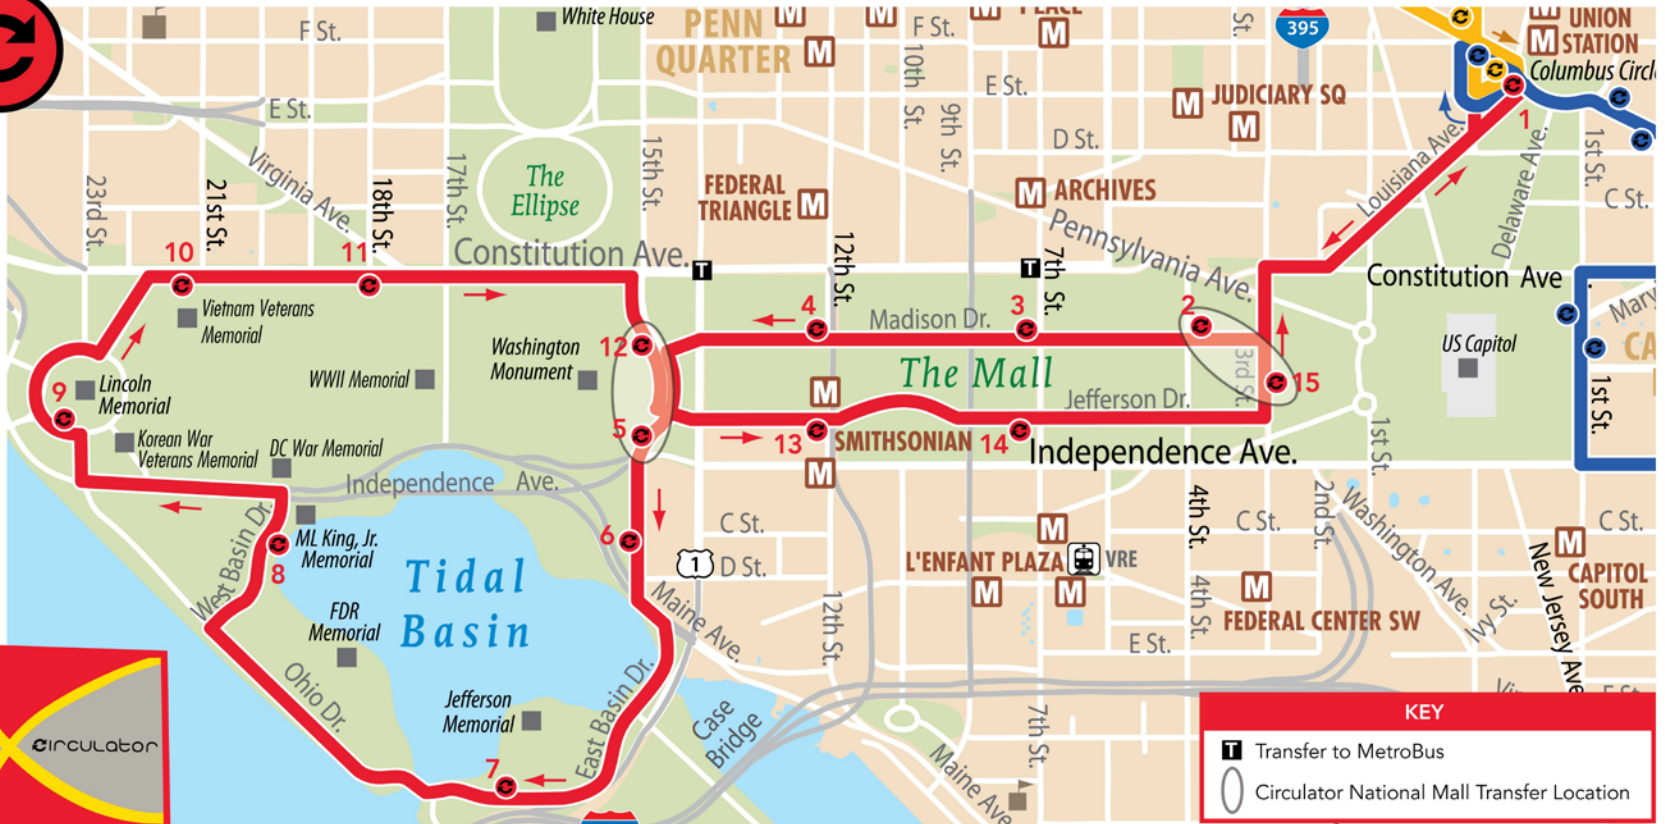 White House
PENN
QUARTER
M
M
M
M
PLACE
M
F St.
F St.
10th St.
St.
395
M
UNION
M STATION
Columbus Circl
E St.
E St.
9th St.
M JUDICIARY SQ
M
1
D St.
Louisiana Ave.
Delaware Ave.
1st St.
C St.
Virginia Ave.
23rd St.
21st St.
18th St.
17th St.
15th St.
The
Ellipse
FEDERAL
TRIANGLE M
M ARCHIVES
Pennsylvania Ave.
10
11
Constitution Ave.
T
12th St.
T
7th St.
Constitution Ave.
Mary
Vietnam Veterans
Memorial
4
Madison Dr.
3
2
12
Washington
Monument
WWII Memorial
The Mall
3rd St.
US Capitol
CA
9
Lincoln
Memorial
M
Jefferson Dr.
15
1st St.
1st St.
Korean War
Veterans Memorial
DC War Memorial
5
13
SMITHSONIAN
14
Independence Ave.
M
Independence Ave.
4th St.
2nd St.
Washington Ave.
West Basin Dr.
ML King, Jr.
Memorial
8
6
C St.
M
C St.
C St.
Tidal
Basin
1
D St.
L'ENFANT PLAZA
VRE
M
M
M
M
CAPITOL
SOUTH
New Jersey Ave
FDR
Memorial
Maine Ave.
12th St.
4th St.
FEDERAL CENTER SW
Ivy St.
E St.
Ohio Dr.
Jefferson
Memorial
East Basin Dr.
Case
Bridge
7th St.
7
Maine Ave
circulator
KEY
T Transfer to MetroBus
Circulator National Mall Transfer Location